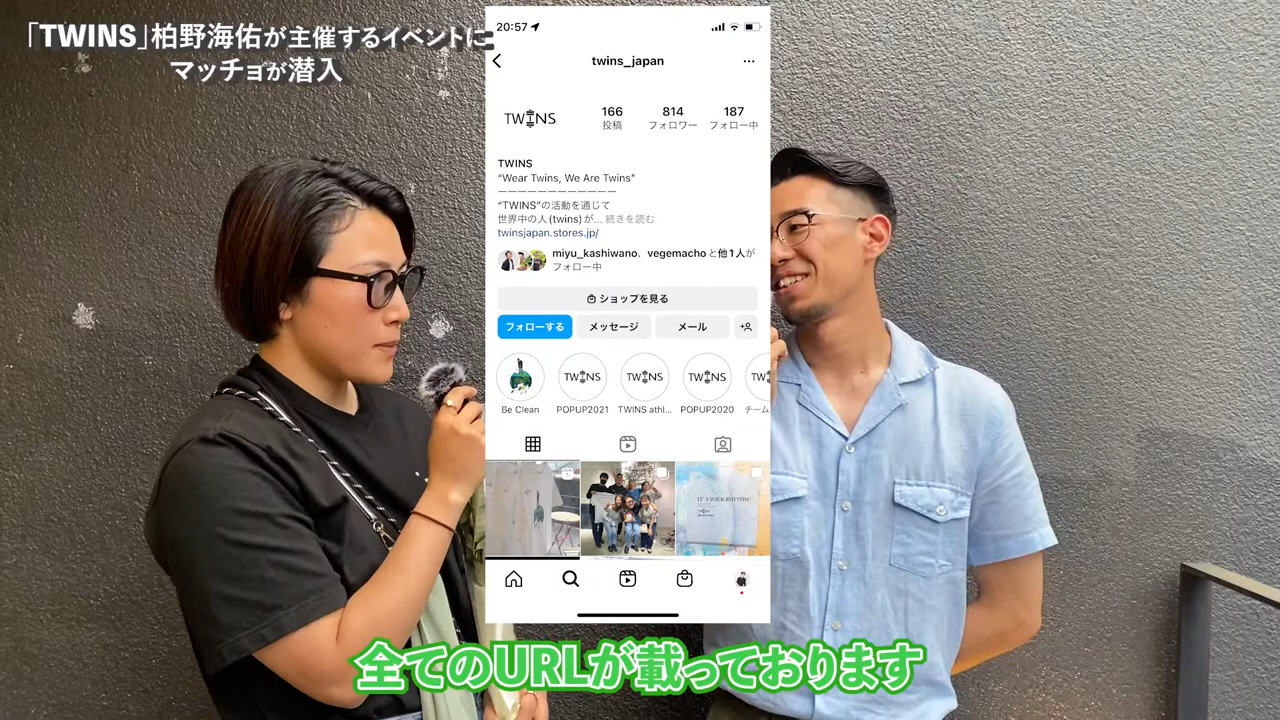 「TWINS」柏野海佑が主催するイベントに
マッチョが潜入
20:57
twins_japan
TWINS
166
814
187
投稿
フォロワー
フォロー中
TWINS
“Wear Twins, We Are Twins”
ーーーーーーーーーーーー
“TWINS”の活動を通じて
世界中の人(twins)が... 続きを読む
twinsjapan.stores.jp/
miyu_kashiwano、vegemachoと他1人が
フォロー中
ショップを見る
フォローする
メッセージ
メール
TWINS
TWINS
TWINS
Be Clean
POPUP2021
TWINS athl...
POPUP2020
チーム
IT'S YOUR RHYTHM
全てのURLが載っております